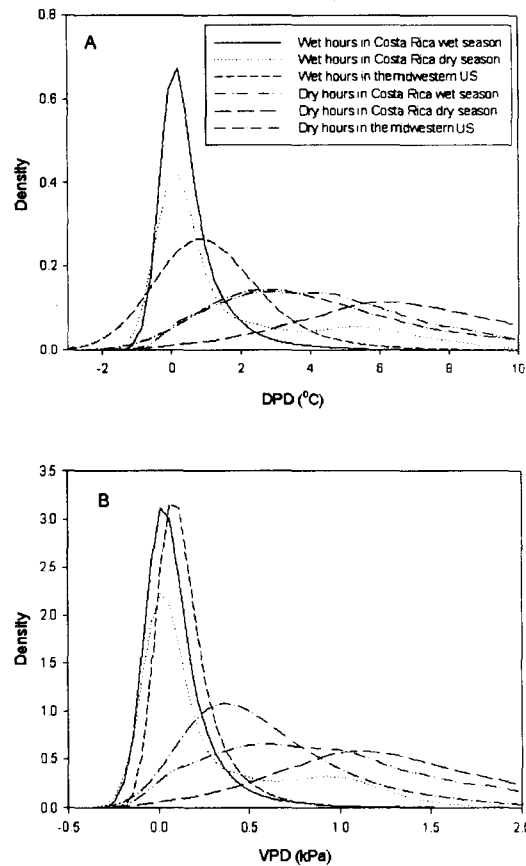 A
Wet hours in Costa Rica wet season
Wet hours in Costa Rica dry season
Wet hours in the midwestern US
Dry hours in Costa Rica wet season
Dry hours in Costa Rica dry season
Dry hours in the midwestern US
0.8
0.6
0.4
0.2
0.0
Density
-2 0 2 4 6 8 10
DPD (⁰C)
B
3.5
3.0
2.5
2.0
1.5
1.0
0.5
0.0
Density
-0.5 0.0 0.5 1.0 1.5 2.0
VPD (kPa)